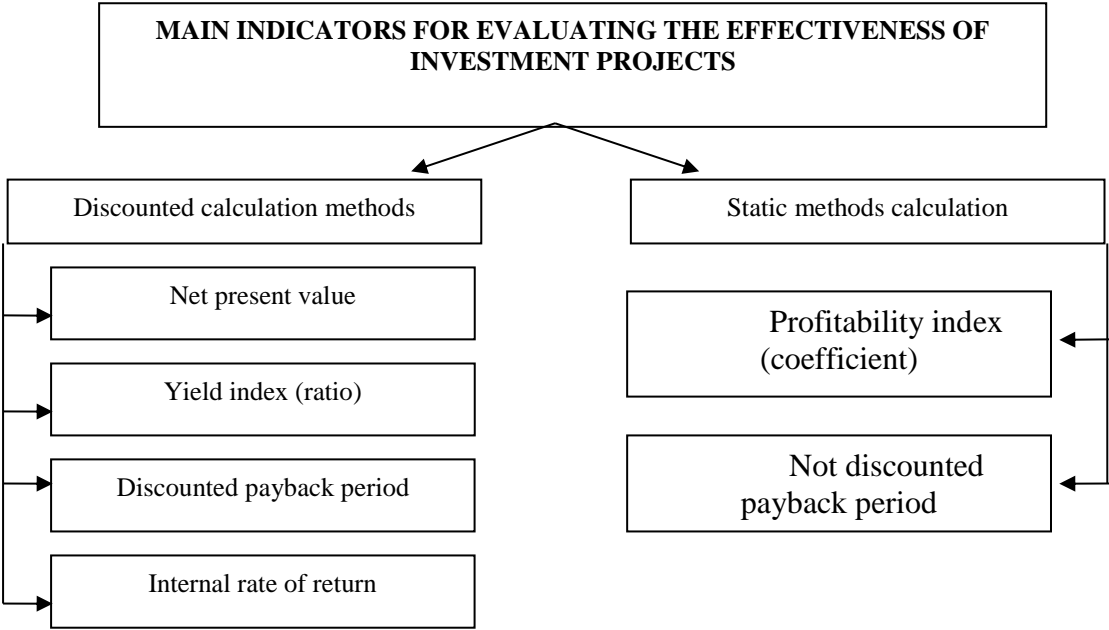 MAIN INDICATORS FOR EVALUATING THE EFFECTIVENESS OF
INVESTMENT PROJECTS
Discounted calculation methods
Static methods calculation
Net present value
Yield index (ratio)
Discounted payback period
Internal rate of return
Profitability index
(coefficient)
Not discounted
payback period